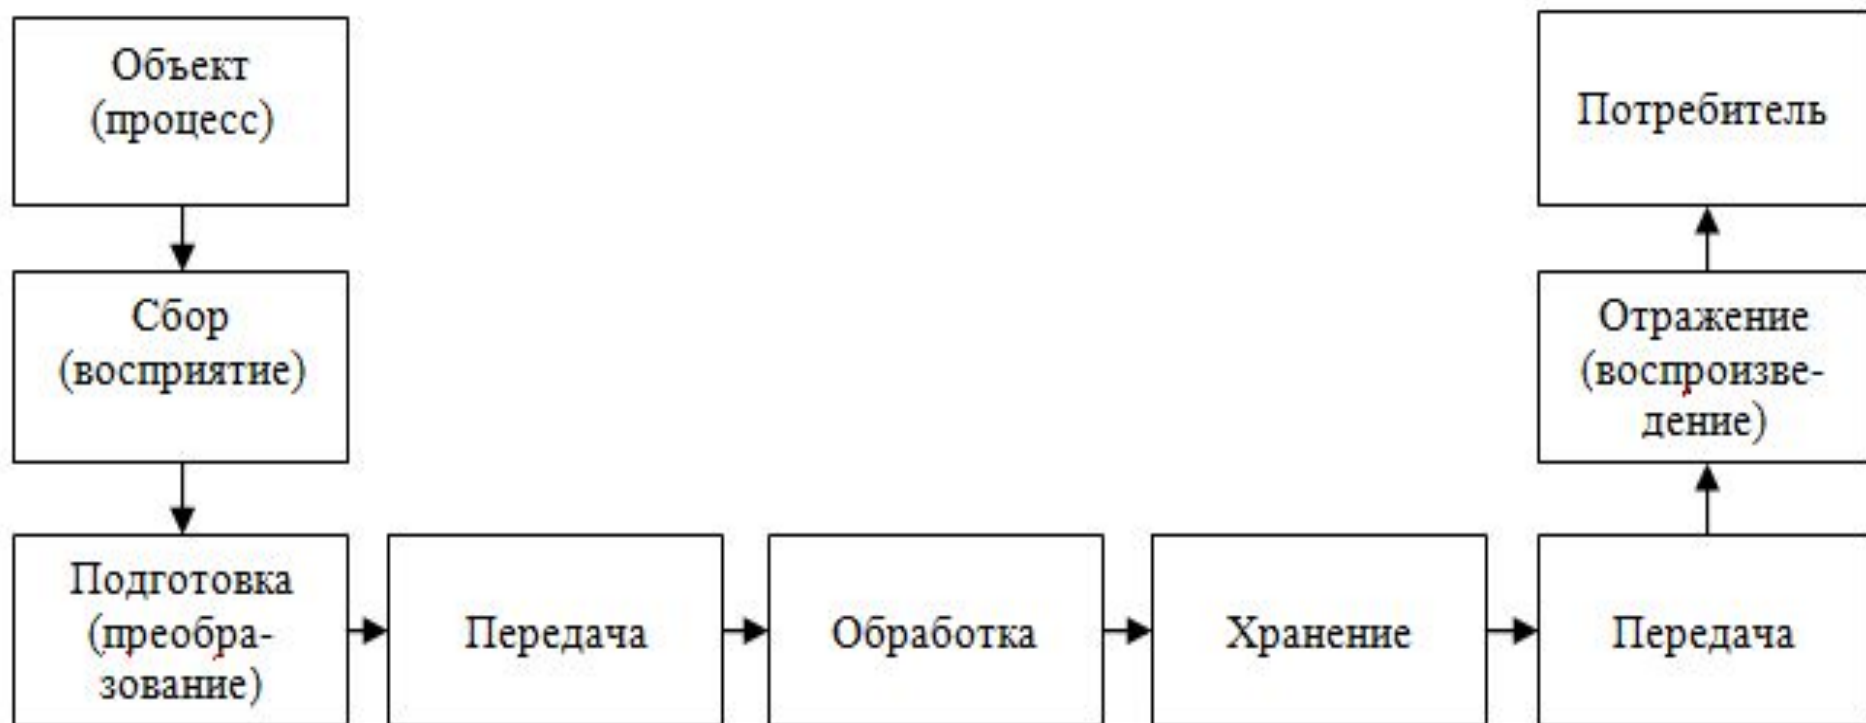 Объект
(процесс)
Сбор
(восприятие)
Подготовка
(преобра-
зование)
Передача
Обработка
Хранение
Передача
Отражение
(воспроизве-
дение)
Потребитель